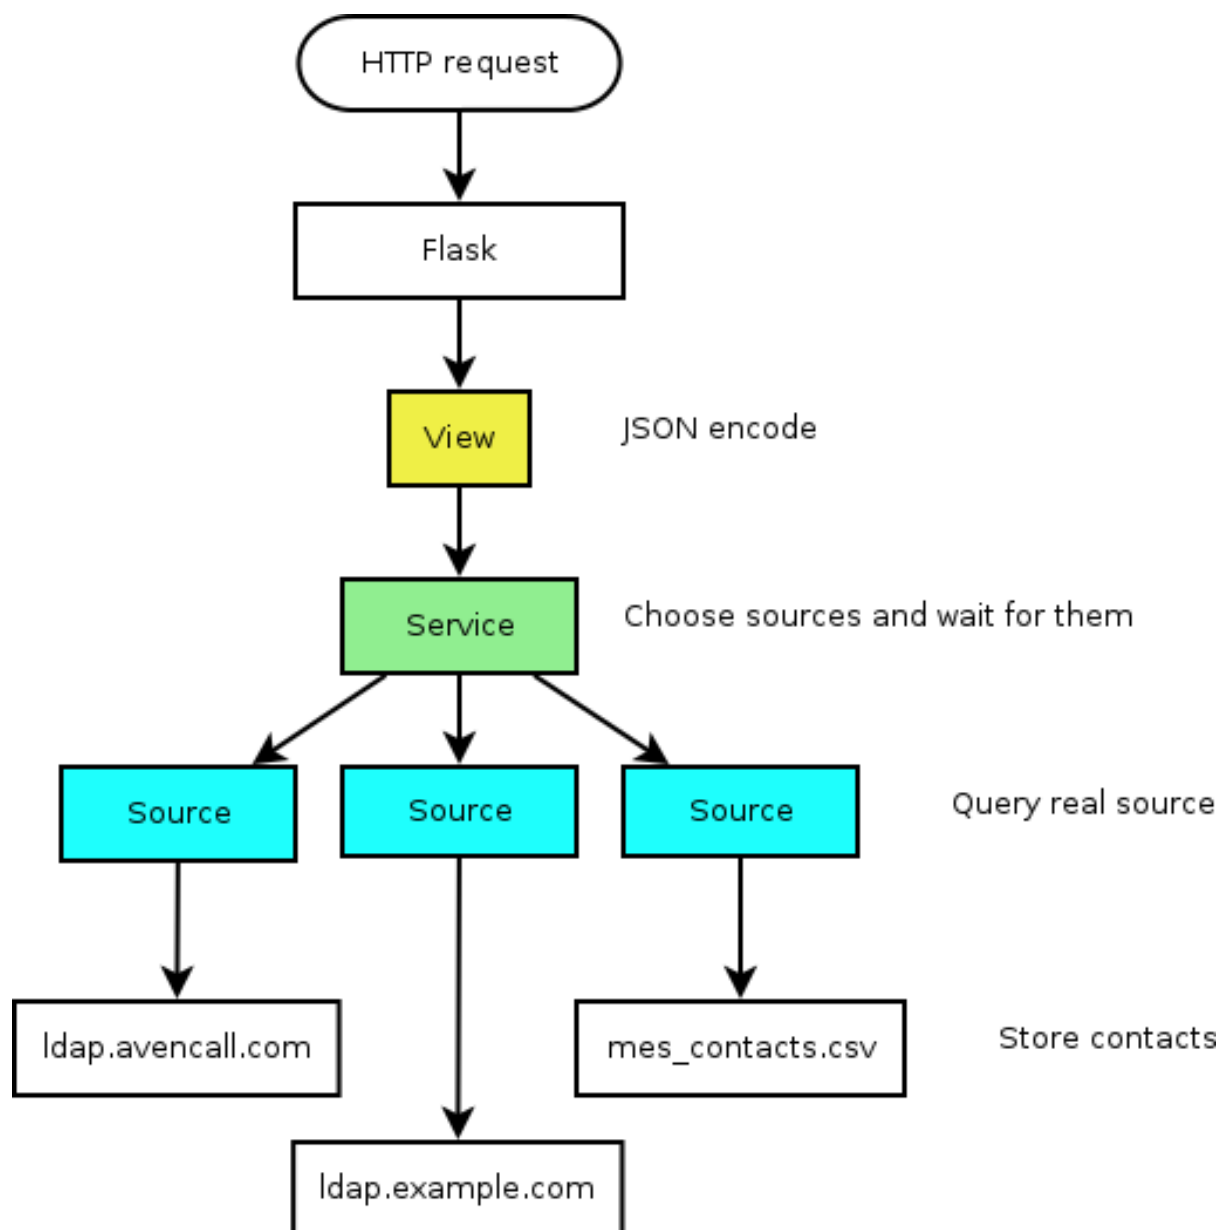 HTTP request
Flask
View
JSON encode
Service
Choose sources and wait for them
Source
Source
Source
Query real source
ldap.avencall.com
mes_contacts.csv
Store contacts
ldap.example.com